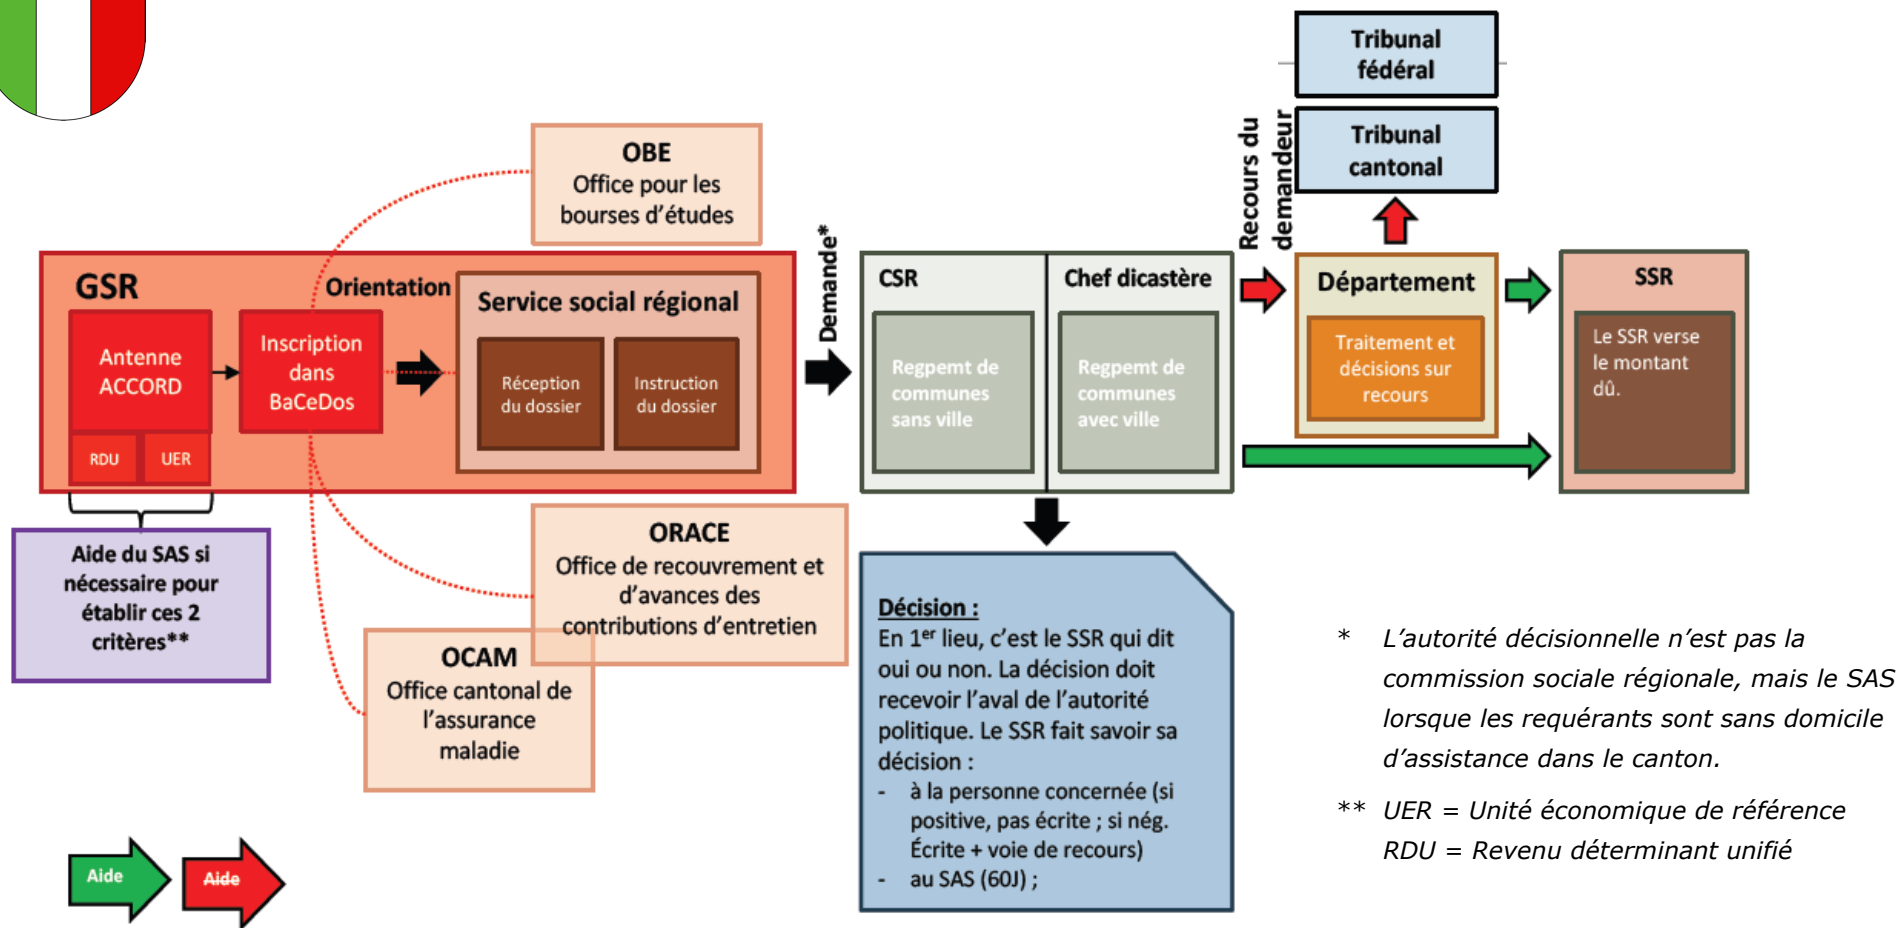 Tribunal
fédéral
Tribunal
cantonal
Recours du
demandeur
OBE
Office pour les
bourses d’études
GSR
Orientation
Antenne
ACCORD
RDU
UER
Inscription
dans
BaCeDos
Service social régional
Réception
du dossier
Instruction
du dossier
Demande*
CSR
Regpemt de
communes
sans ville
Chef dicastère
Regpemt de
communes
avec ville
Département
Traitement et
décisions sur
recours
SSR
Le SSR verse
le montant
dû.
Aide du SAS si
nécessaire pour
établir ces 2
critères**
ORACE
Office de recouvrement et
d’avances des
contributions d’entretien
OCAM
Office cantonal de
l’assurance
maladie
Décision :
En 1er lieu, c’est le SSR qui dit
oui ou non. La décision doit
recevoir l’aval de l’autorité
politique. Le SSR fait savoir sa
décision :
- à la personne concernée (si
positive, pas écrite ; si nég.
Écrite + voie de recours)
- au SAS (60J) ;
* L’autorité décisionnelle n’est pas la
commission sociale régionale, mais le SAS
lorsque les requérants sont sans domicile
d’assistance dans le canton.
** UER = Unité économique de référence
RDU = Revenu déterminant unifié
Aide
Aide